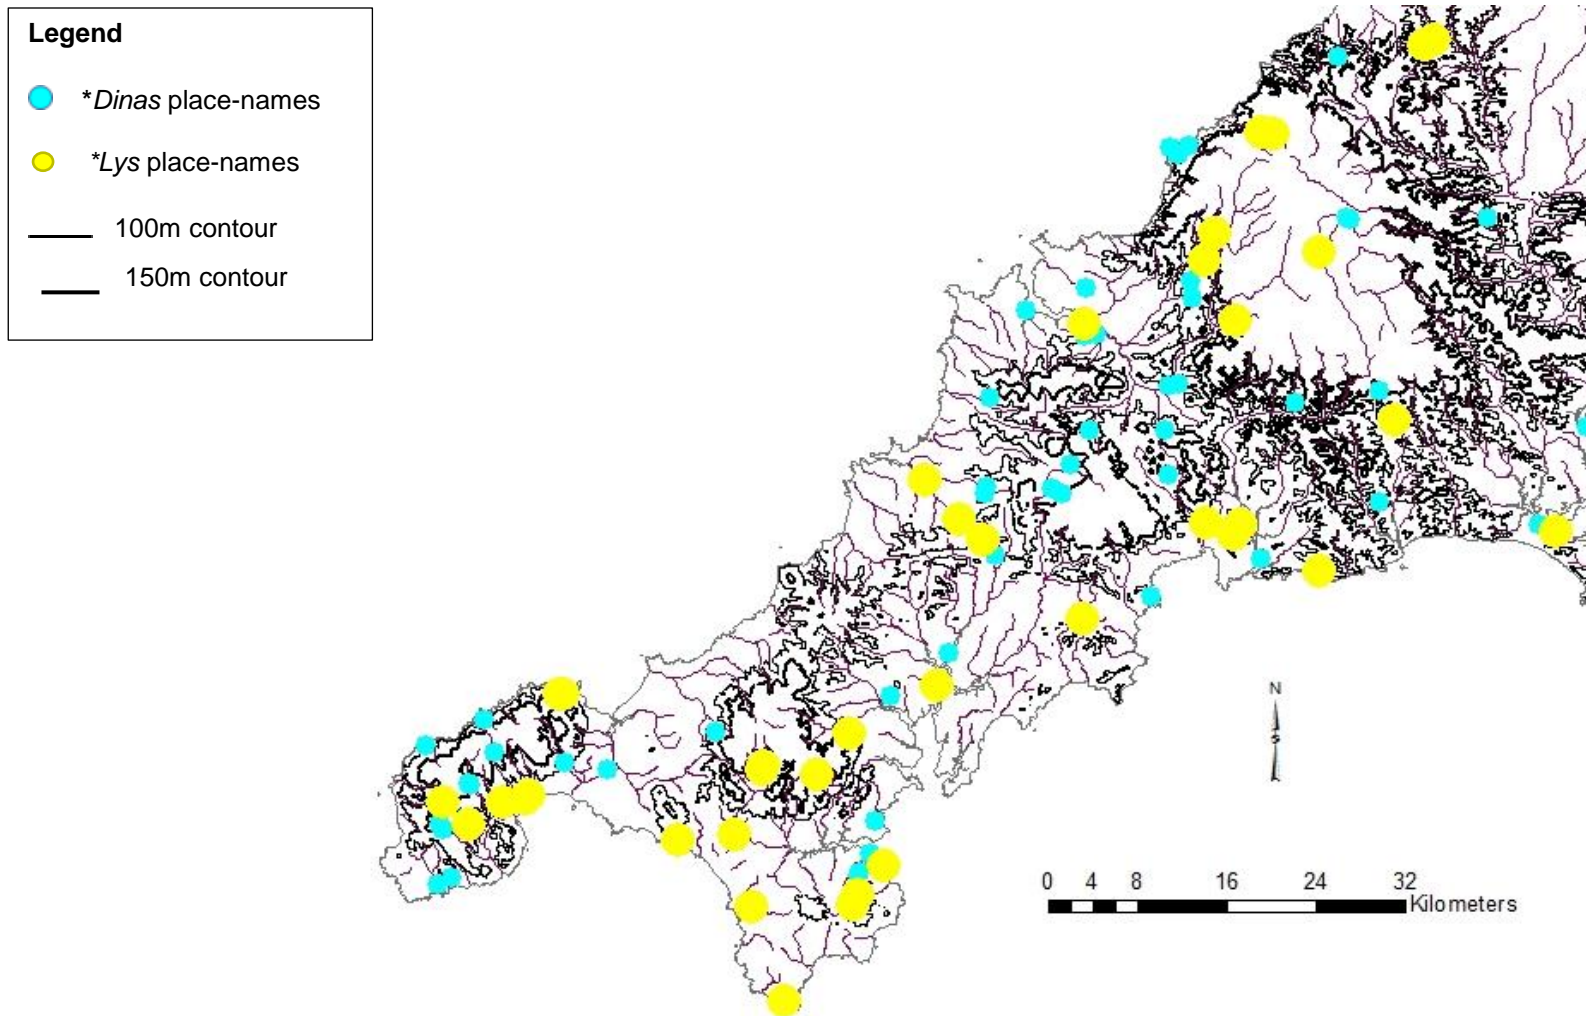 Legend
*Dinas place-names
*Lys place-names
100m contour
150m contour
N
S
0 4 8 16 24 32
Kilometers